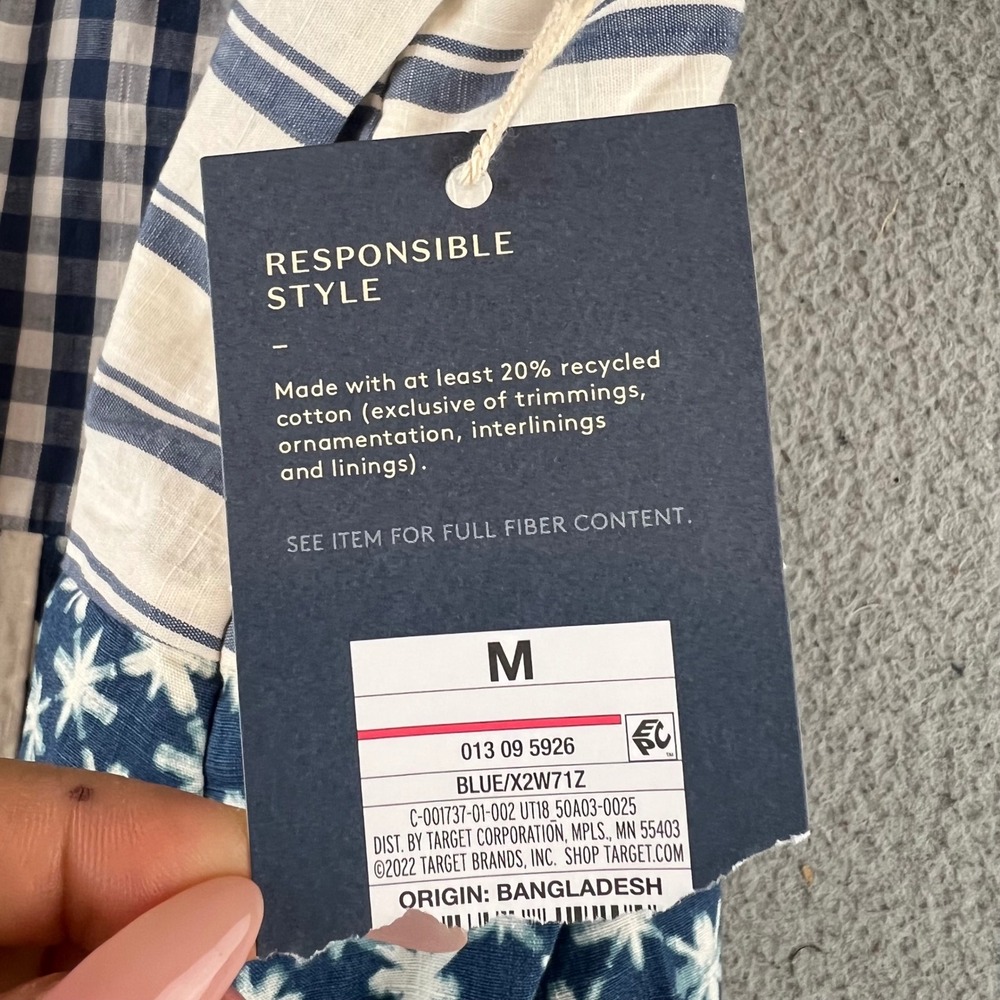 RESPONSIBLE
STYLE
–
Made with at least 20% recycled
cotton (exclusive of trimmings,
ornamentation, interlinings
and linings).
SEE ITEM FOR FULL FIBER CONTENT.
M
EPC™
013 09 5926
BLUE/X2W71Z
C-001737-01-002 UT18_50A03-0025
DIST. BY TARGET CORPORATION, MPLS., MN 55403
©2022 TARGET BRANDS, INC. SHOP TARGET.COM
ORIGIN: BANGLADESH